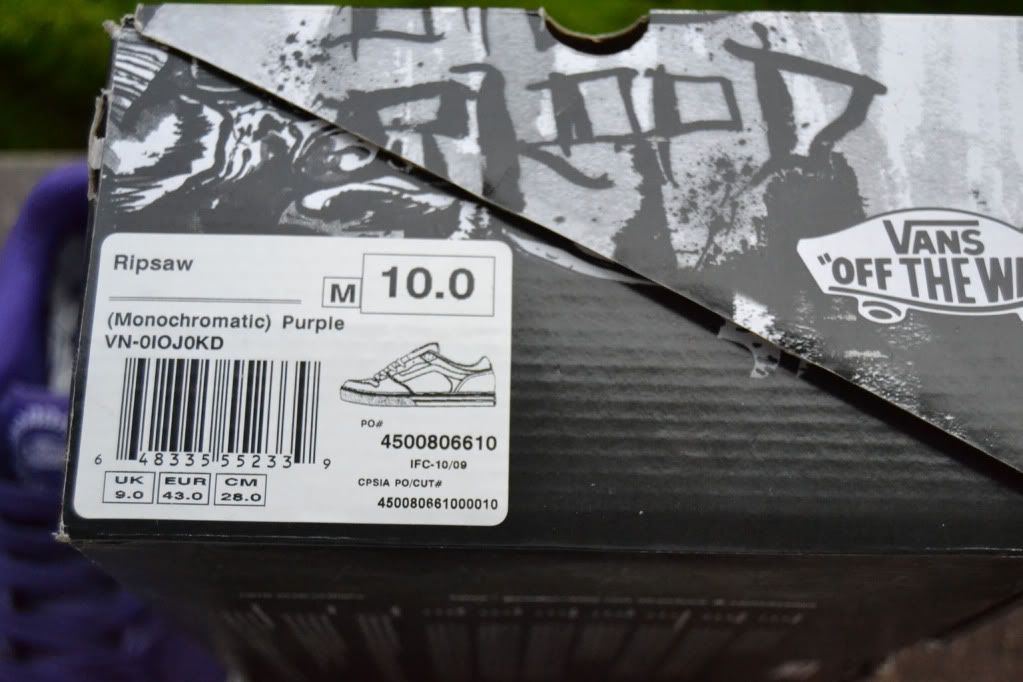 BLOOD
VANS
"OFF THE WA
Ripsaw
M 10.0
(Monochromatic) Purple
VN-0IOJ0KD
PO#
4500806610
IFC-10/09
CPSIA PO/CUT#
450080661000010
6 48335 55233 9
UK EUR CM
9.0 43.0 28.0